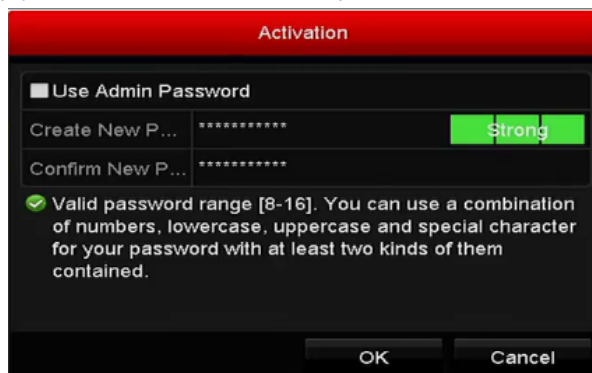 Activation
Use Admin Password
Create New P... *********** Strong
Confirm New P... ***********
Valid password range [8-16]. You can use a combination
of numbers, lowercase, uppercase and special character
for your password with at least two kinds of them
contained.
OK Cancel